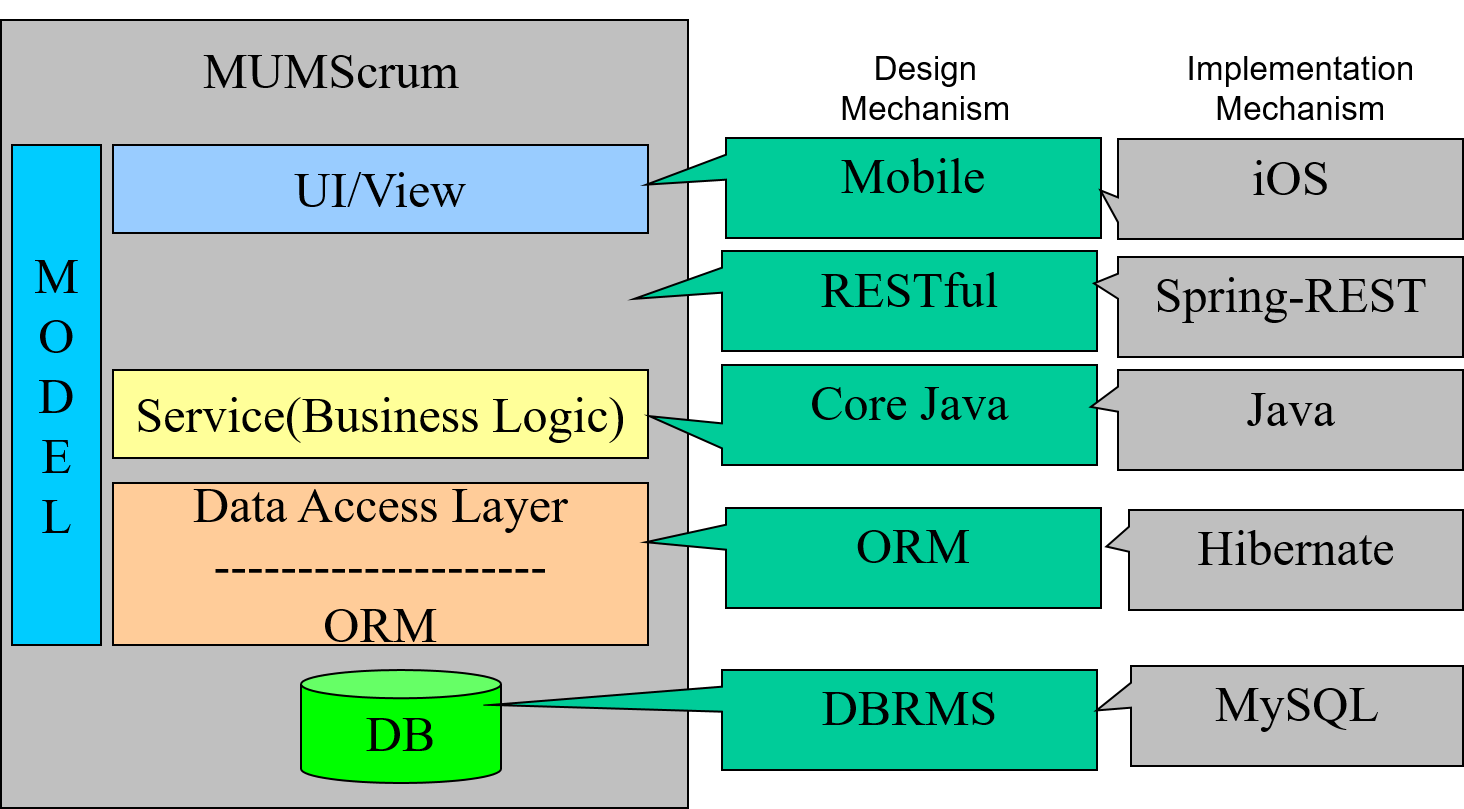 MUMScrum
Design
Mechanism
Implementation
Mechanism
M
O
D
E
L
UI/View
Mobile
iOS
RESTful
Spring-REST
Service(Business Logic)
Core Java
Java
Data Access Layer
--------------------
ORM
ORM
Hibernate
DB
DBRMS
MySQL